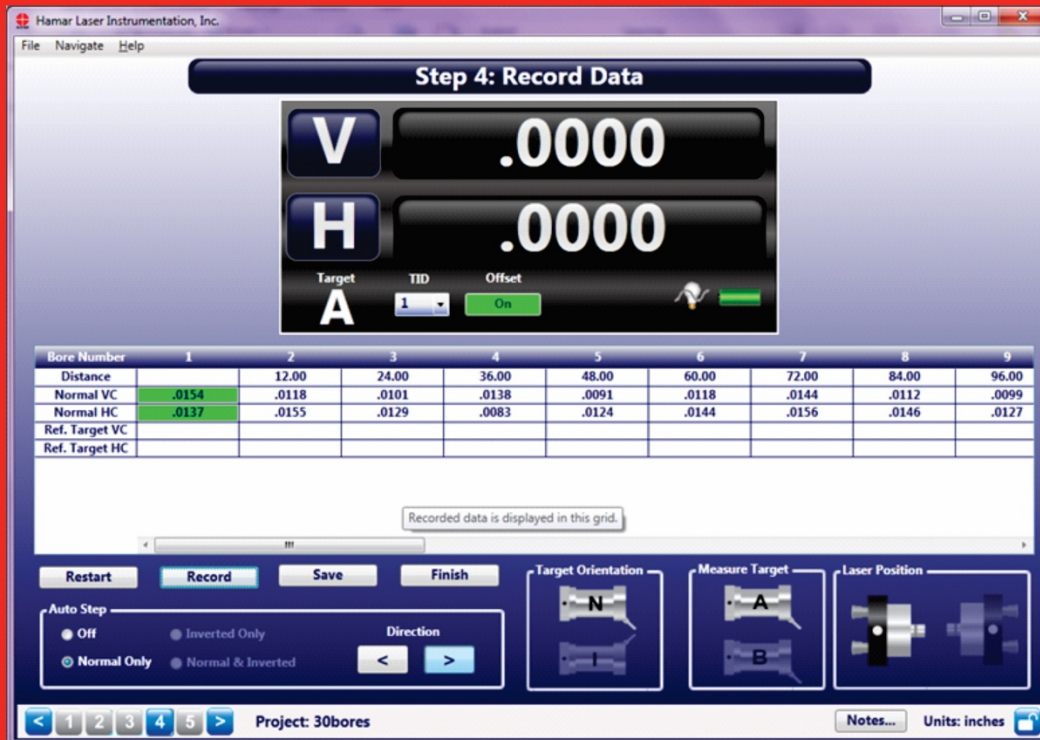 Hamar Laser Instrumentation, Inc.
File Navigate Help
Step 4: Record Data
V .0000
H .0000
Target TID Offset
A 1 On
Bore Number 1 2 3 4 5 6 7 8 9
Distance 12.00 24.00 36.00 48.00 60.00 72.00 84.00 96.00
Normal VC .0154 .0118 .0101 .0138 .0091 .0118 .0144 .0112 .0099
Normal HC .0137 .0155 .0129 .0083 .0124 .0144 .0156 .0146 .0127
Ref. Target VC
Ref. Target HC
Recorded data is displayed in this grid.
Restart Record Save Finish
Target Orientation Measure Target Laser Position
N A
I B
Auto Step
Off Inverted Only Direction
Normal Only Normal & Inverted < >
< 1 2 3 4 5 > Project: 30bores Notes... Units: inches